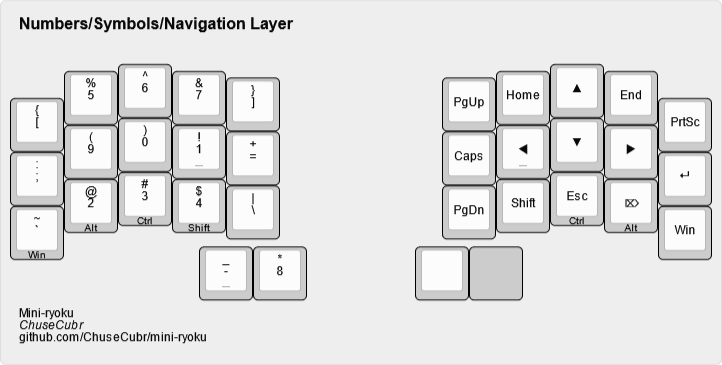 Numbers/Symbols/Navigation Layer
% 5
^ 6
& 7
{ [
} ]
PgUp
Home
▲
End
PrtSc
( 9
) 0
! 1 _
: ; '
+ =
Caps
◄ _
▼
►
↵
@ 2 Alt
# 3 Ctrl
$ 4 Shift
~ ` Win
| \
PgDn
Shift
Esc Ctrl
⌦ Alt
Win
_ - _
* 8
Mini-ryoku
ChuseCubr
github.com/ChuseCubr/mini-ryoku